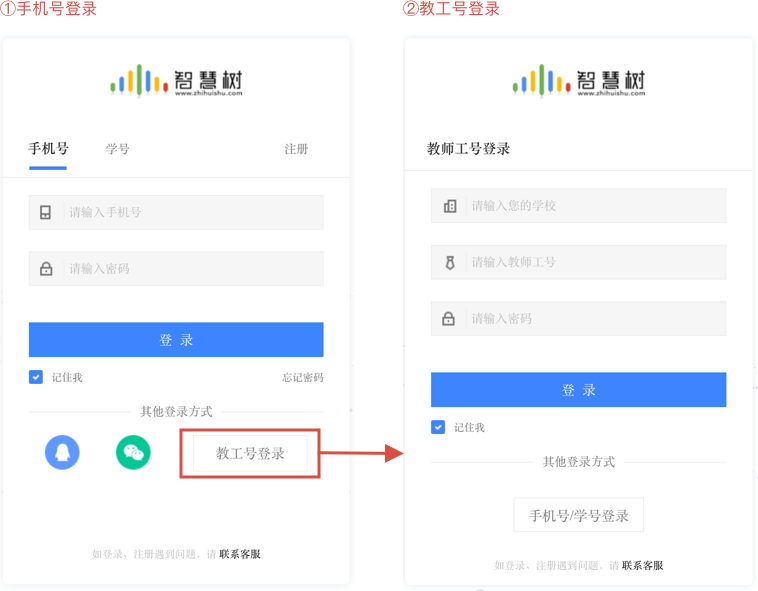 ①手机号登录
智慧树
www.zhihuishu.com
手机号 学号 注册
请输入手机号
请输入密码
登 录
记住我 忘记密码
其他登录方式
教工号登录
如登录、注册遇到问题，请 联系客服
②教工号登录
智慧树
www.zhihuishu.com
教师工号登录
请输入您的学校
请输入教师工号
请输入密码
登 录
记住我
其他登录方式
手机号/学号登录
如登录、注册遇到问题，请 联系客服